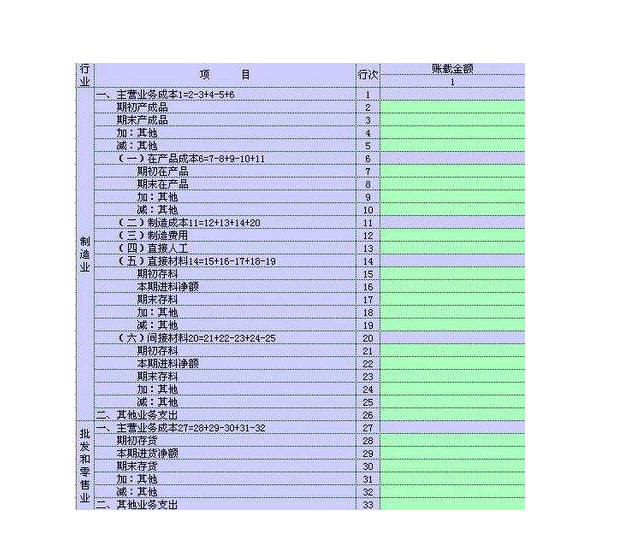 行业 项 目 行次 账载金额
1
一、主营业务成本1=2-3+4-5+6 1
期初产成品 2
期末产成品 3
加：其他 4
减：其他 5
（一）在产品成本6=7-8+9-10+11 6
期初在产品 7
期末在产品 8
加：其他 9
减：其他 10
（二）制造成本11=12+13+14+20 11
（三）制造费用 12
（四）直接人工 13
制造业
（五）直接材料14=15+16-17+18-19 14
期初存料 15
本期进料净额 16
期末存料 17
加：其他 18
减：其他 19
（六）间接材料20=21+22-23+24-25 20
期初存料 21
本期进料净额 22
期末存料 23
加：其他 24
减：其他 25
二、其他业务支出 26
批发和零售业
一、主营业务成本27=28+29-30+31-32 27
期初存货 28
本期进货净额 29
期末存货 30
加：其他 31
减：其他 32
二、其他业务支出 33